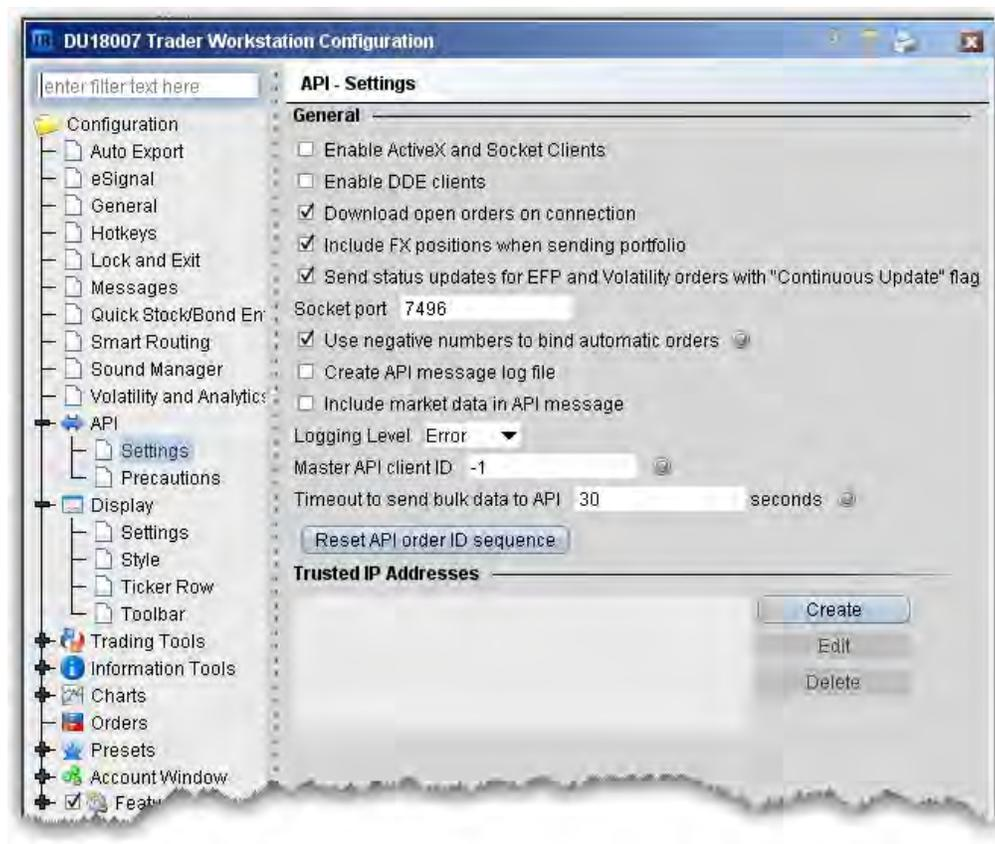 DU18007 Trader Workstation Configuration
enter filter text here
Configuration
Auto Export
eSignal
General
Hotkeys
Lock and Exit
Messages
Quick Stock/Bond En
Smart Routing
Sound Manager
Volatility and Analytics
API
Settings
Precautions
Display
Settings
Style
Ticker Row
Toolbar
Trading Tools
Information Tools
Charts
Orders
Presets
Account Window
API - Settings
General
Enable ActiveX and Socket Clients
Enable DDE clients
Download open orders on connection
Include FX positions when sending portfolio
Send status updates for EFP and Volatility orders with "Continuous Update" flag
Socket port 7496
Use negative numbers to bind automatic orders
Create API message log file
Include market data in API message
Logging Level Error
Master API client ID -1
Timeout to send bulk data to API 30 seconds
Reset API order ID sequence
Trusted IP Addresses
Create
Edit
Delete